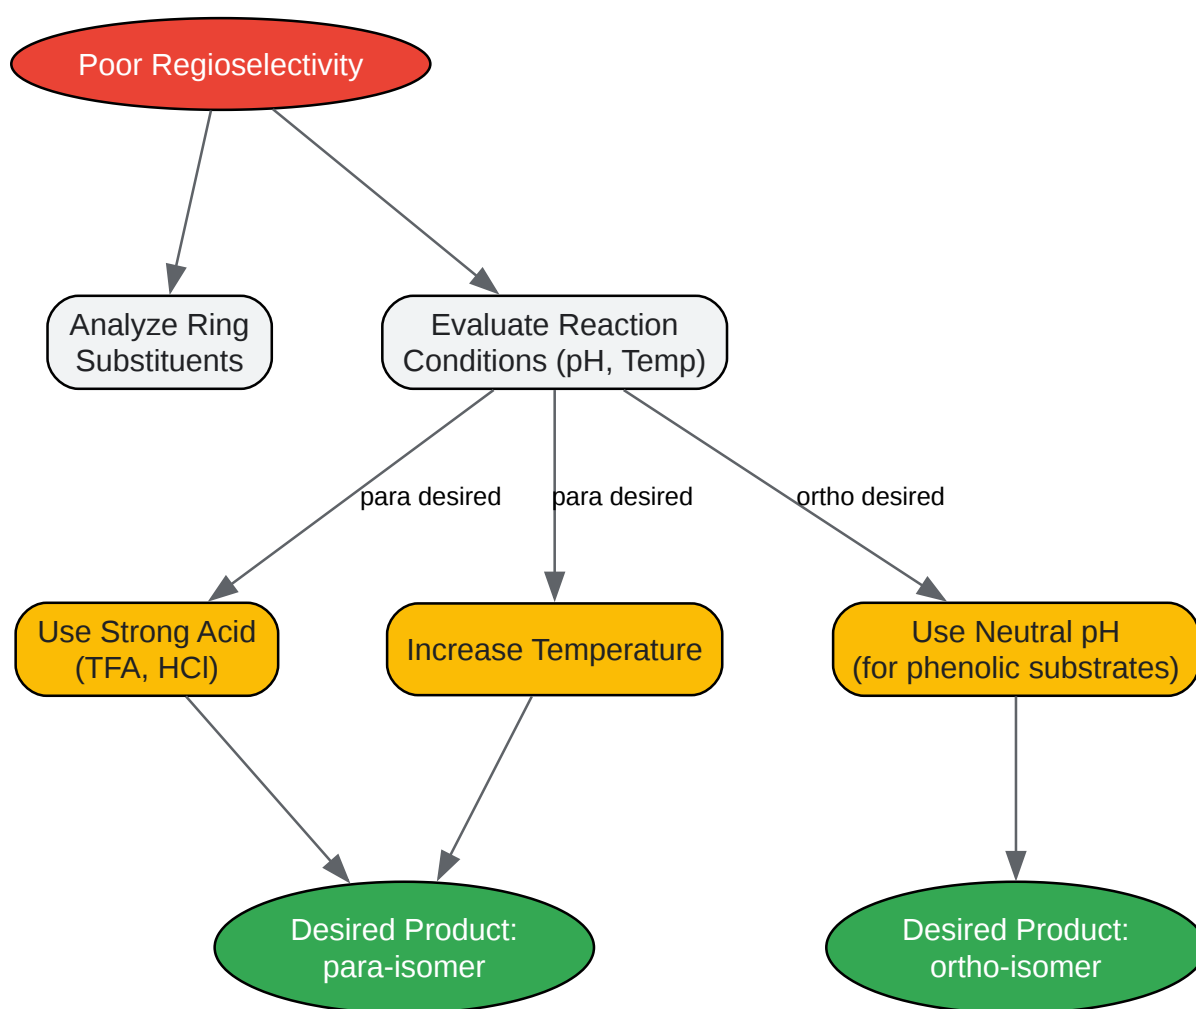 Poor Regioselectivity
Analyze Ring
Substituents
Evaluate Reaction
Conditions (pH, Temp)
para desired
para desired
ortho desired
Use Strong Acid
(TFA, HCl)
Increase Temperature
Use Neutral pH
(for phenolic substrates)
Desired Product:
para-isomer
Desired Product:
ortho-isomer